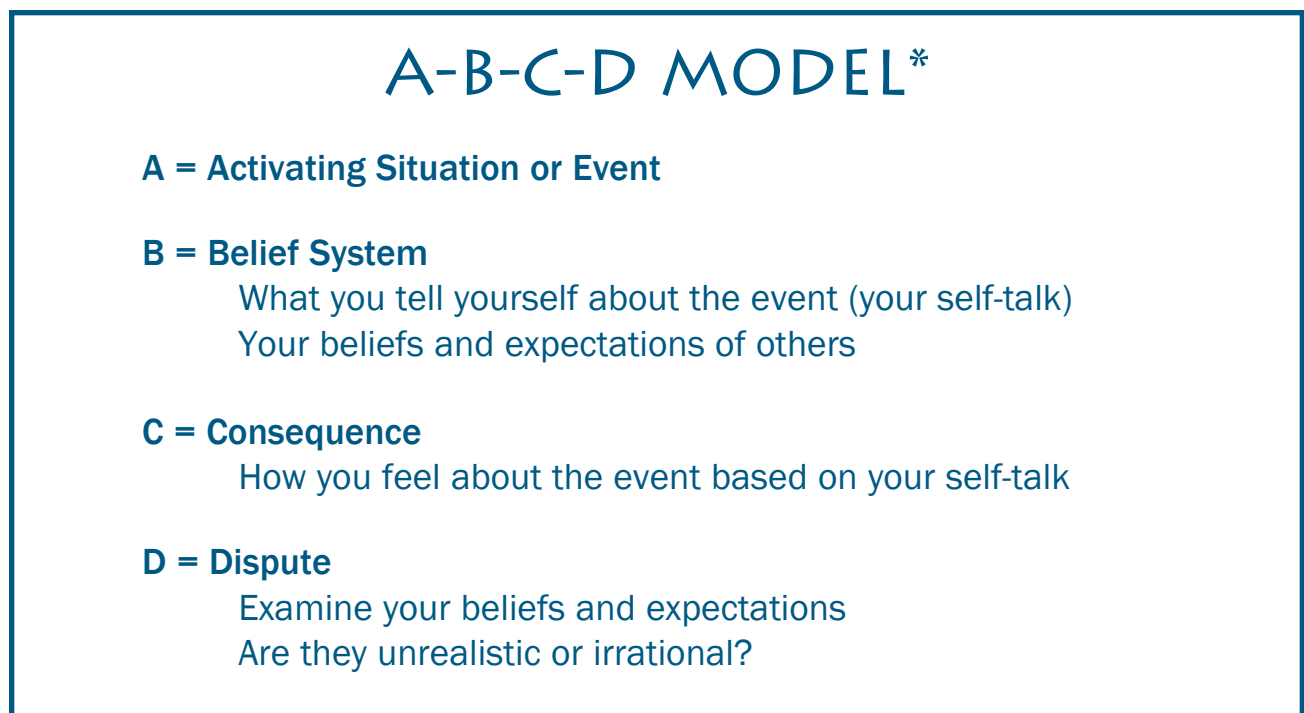 A-B-C-D MODEL*
A = Activating Situation or Event
B = Belief System
What you tell yourself about the event (your self-talk)
Your beliefs and expectations of others
C = Consequence
How you feel about the event based on your self-talk
D = Dispute
Examine your beliefs and expectations
Are they unrealistic or irrational?